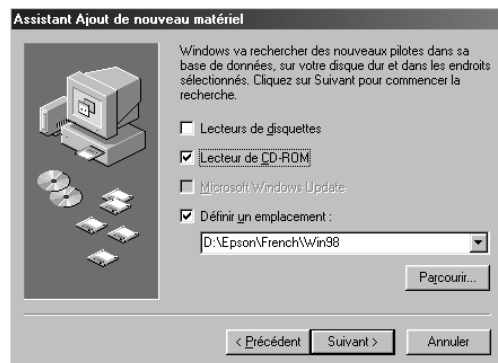 Assistant Ajout de nouveau matériel
Windows va rechercher des nouveaux pilotes dans sa
base de données, sur votre disque dur et dans les endroits
sélectionnés. Cliquez sur Suivant pour commencer la
recherche.
Lecteurs de disquettes
Lecteur de CD-ROM
Microsoft Windows Update
Définir un emplacement :
D:\Epson\French\Win98
Parcourir...
< Précédent
Suivant >
Annuler